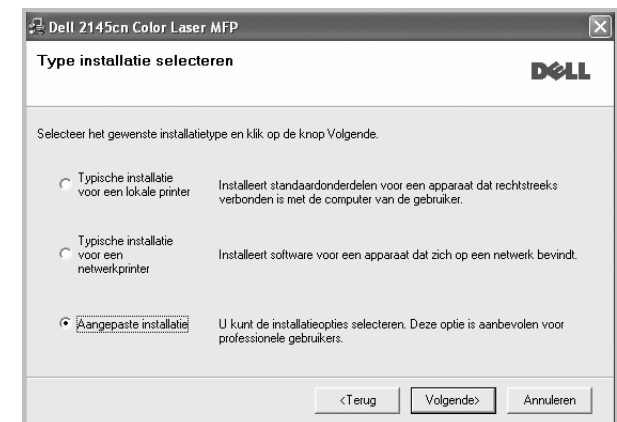 Dell 2145cn Color Laser MFP
Type installatie selecteren
DELL
Selecteer het gewenste installatietype en klik op de knop Volgende.
Typische installatie
voor een lokale printer
Installeert standaardonderdelen voor een apparaat dat rechtstreeks
verbonden is met de computer van de gebruiker.
Typische installatie
voor een
netwerkprinter
Installeert software voor een apparaat dat zich op een netwerk bevindt.
Aangepaste installatie
U kunt de installatieopties selecteren. Deze optie is aanbevolen voor
professionele gebruikers.
<Terug
Volgende>
Annuleren